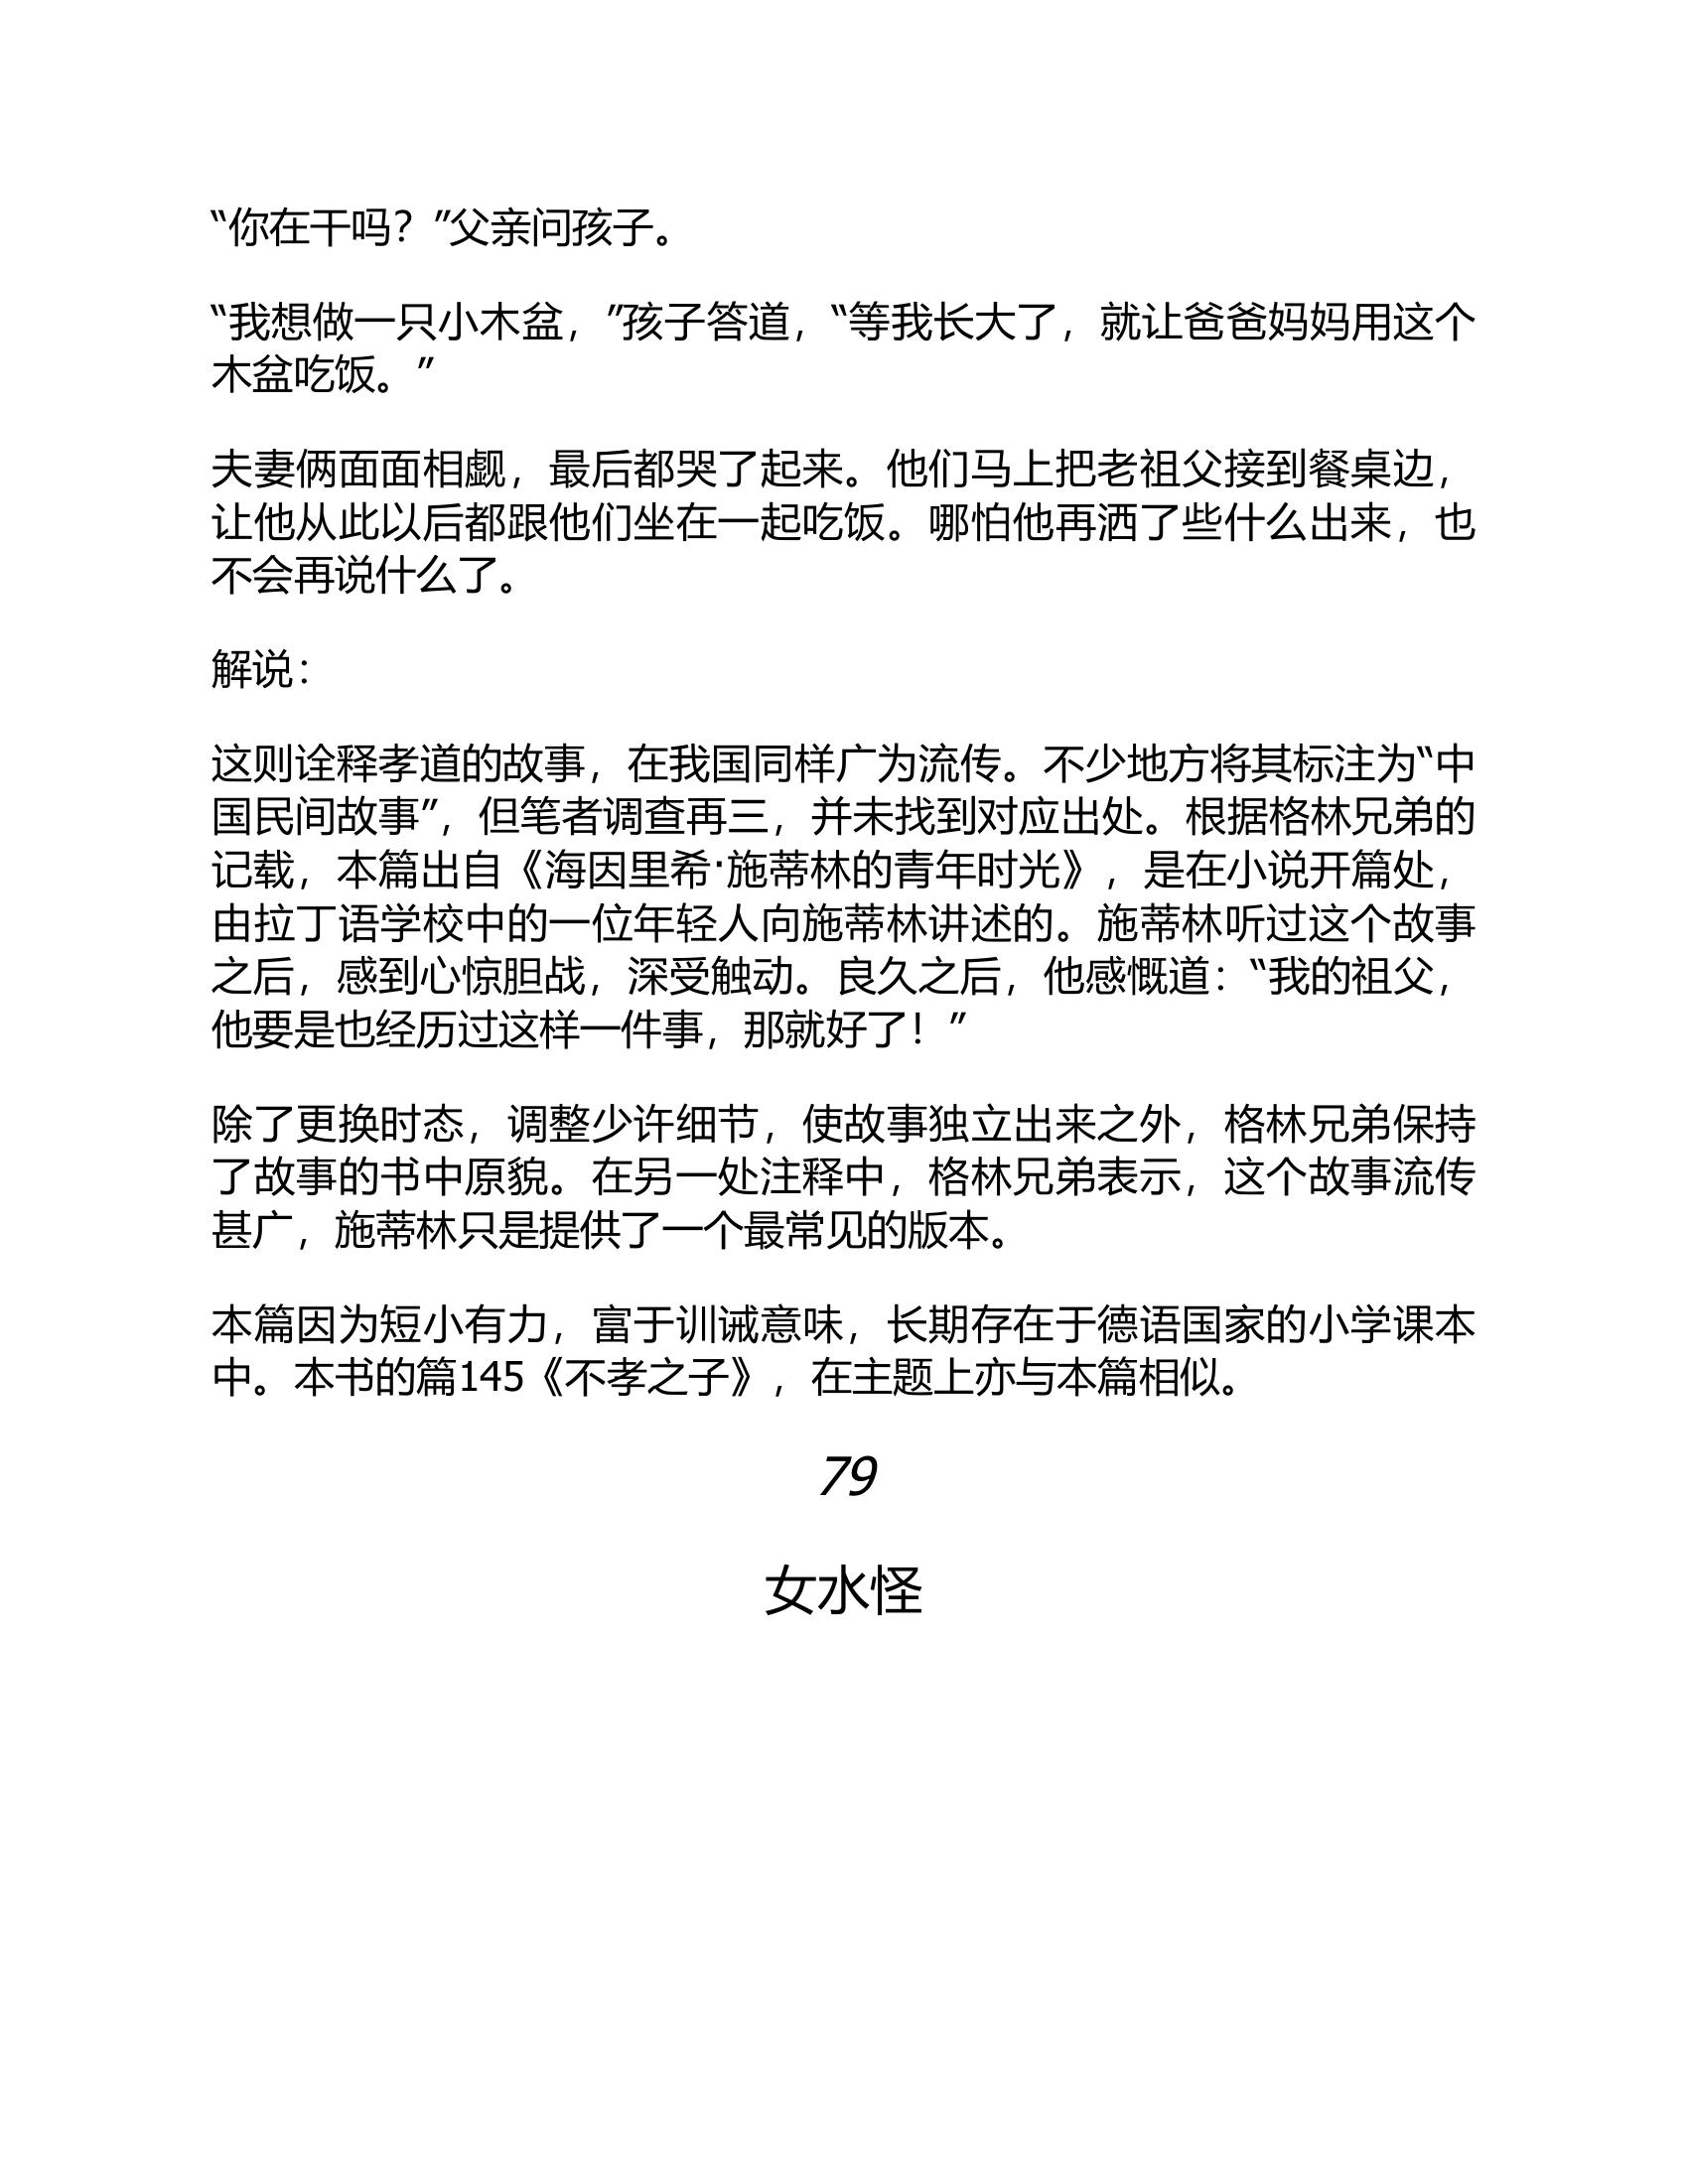 “你在干吗？”父亲问孩子。
“我想做一只小木盆，”孩子答道，“等我长大了，就让爸爸妈妈用这个
木盆吃饭。”
夫妻俩面面相觑，最后都哭了起来。他们马上把老祖父接到餐桌边，
让他从此以后都跟他们坐在一起吃饭。哪怕他再洒了些什么出来，也
不会再说什么了。
解说：
这则诠释孝道的故事，在我国同样广为流传。不少地方将其标注为“中
国民间故事”，但笔者调查再三，并未找到对应出处。根据格林兄弟的
记载，本篇出自《海因里希·施蒂林的青年时光》，是在小说开篇处，
由拉丁语学校中的一位年轻人向施蒂林讲述的。施蒂林听过这个故事
之后，感到心惊胆战，深受触动。良久之后，他感慨道：“我的祖父，
他要是也经历过这样一件事，那就好了！”
除了更换时态，调整少许细节，使故事独立出来之外，格林兄弟保持
了故事的书中原貌。在另一处注释中，格林兄弟表示，这个故事流传
甚广，施蒂林只是提供了一个最常见的版本。
本篇因为短小有力，富于训诫意味，长期存在于德语国家的小学课本
中。本书的篇145《不孝之子》，在主题上亦与本篇相似。
79
女水怪